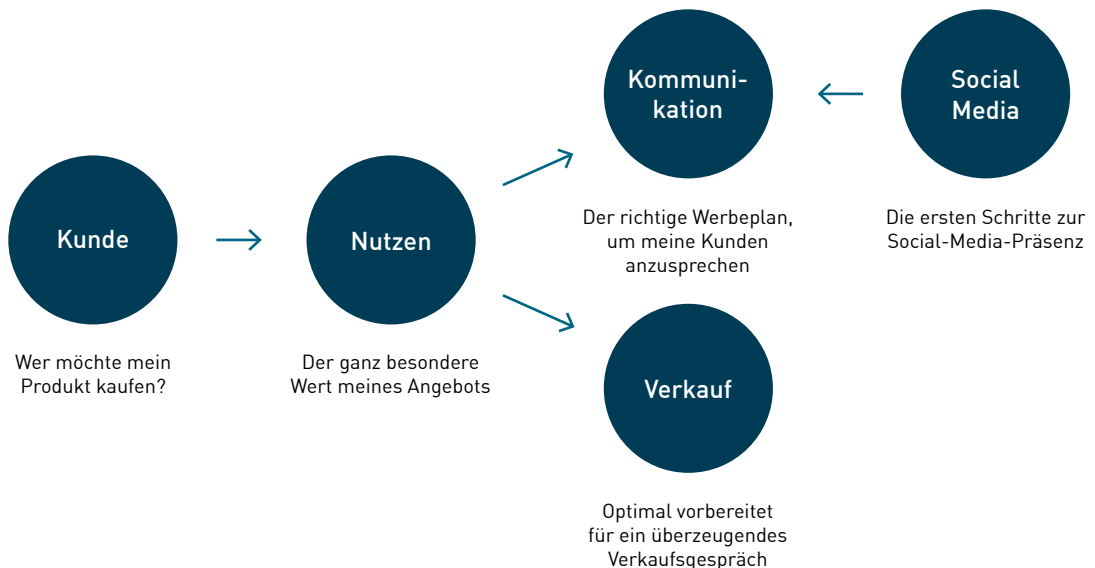 Kunde
Wer möchte mein
Produkt kaufen?
Nutzen
Der ganz besondere
Wert meines Angebots
Kommuni-
kation
Der richtige Werbeplan,
um meine Kunden
anzusprechen
Social
Media
Die ersten Schritte zur
Social-Media-Präsenz
Verkauf
Optimal vorbereitet
für ein überzeugendes
Verkaufsgespräch